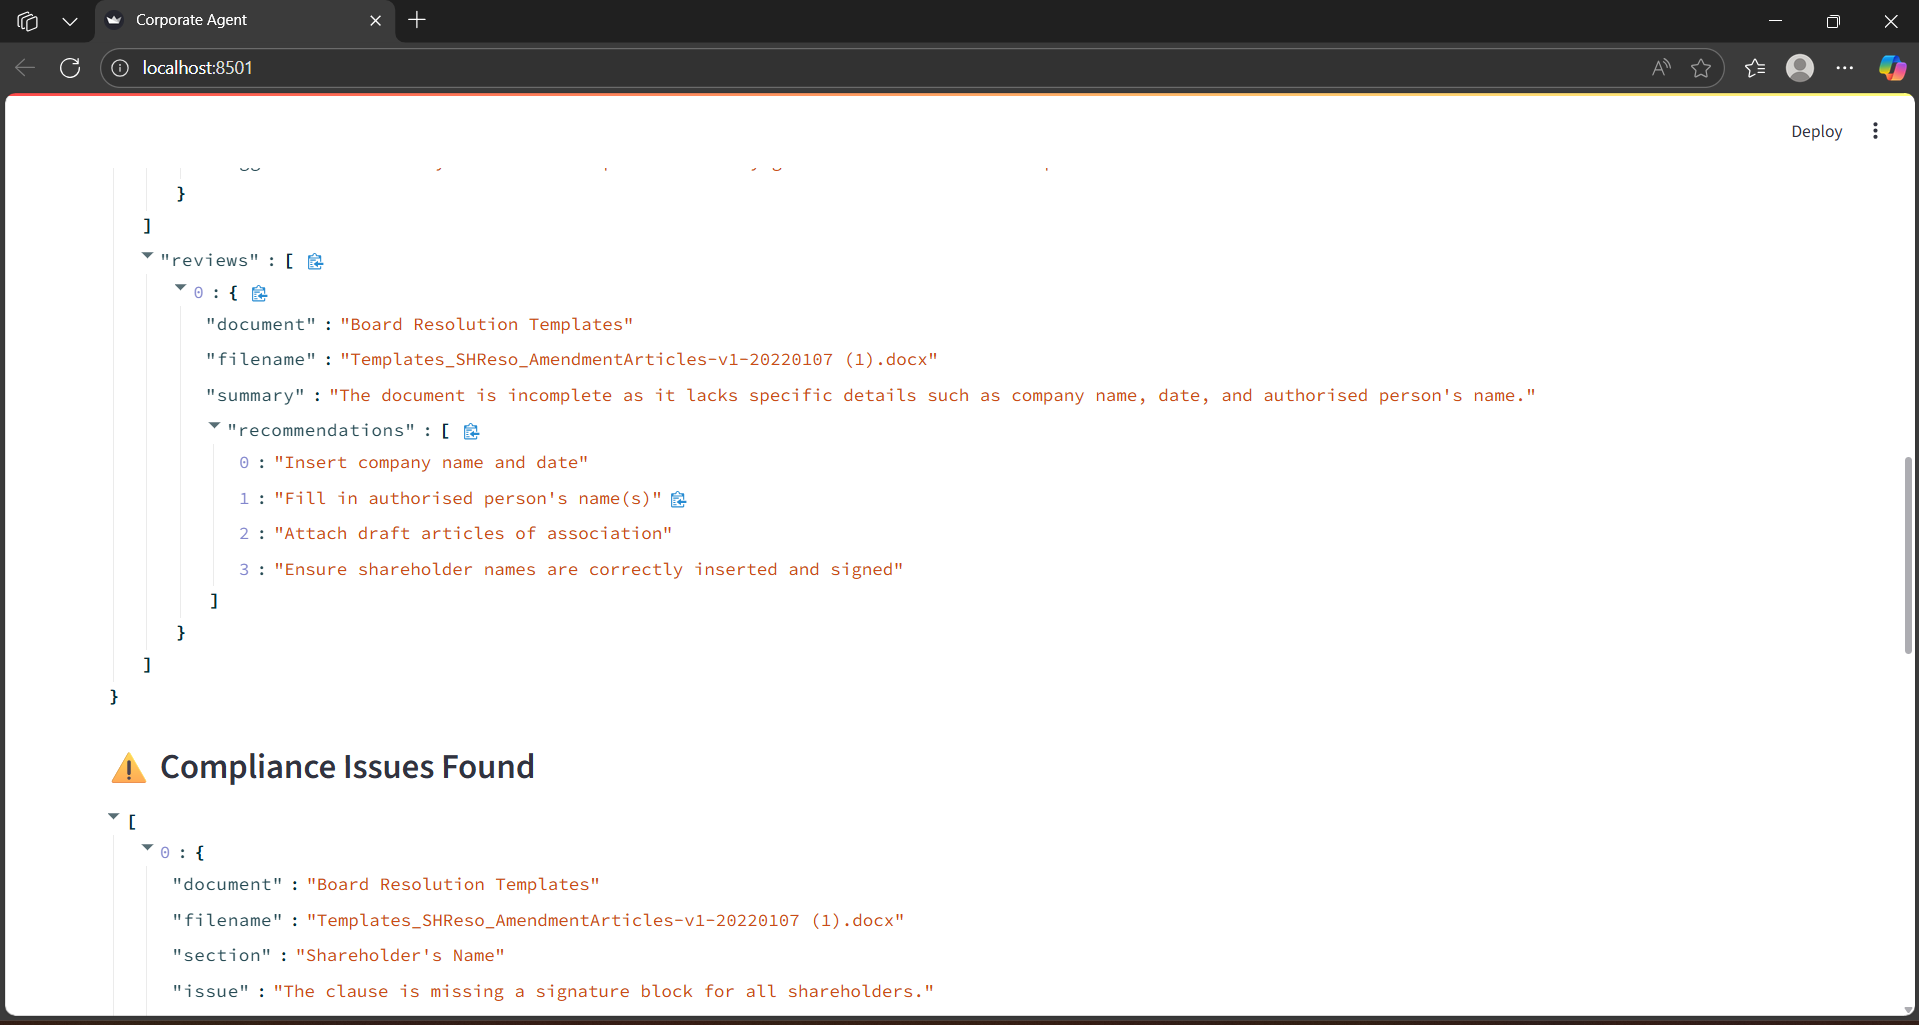 Corporate Agent
localhost:8501
Deploy
}
]
"reviews" : [
0 : {
"document" : "Board Resolution Templates"
"filename" : "Templates_SHReso_AmendmentArticles-v1-20220107 (1).docx"
"summary" : "The document is incomplete as it lacks specific details such as company name, date, and authorised person's name."
"recommendations" : [
0 : "Insert company name and date"
1 : "Fill in authorised person's name(s)"
2 : "Attach draft articles of association"
3 : "Ensure shareholder names are correctly inserted and signed"
]
}
]
}
Compliance Issues Found
[
0 : {
"document" : "Board Resolution Templates"
"filename" : "Templates_SHReso_AmendmentArticles-v1-20220107 (1).docx"
"section" : "Shareholder's Name"
"issue" : "The clause is missing a signature block for all shareholders."